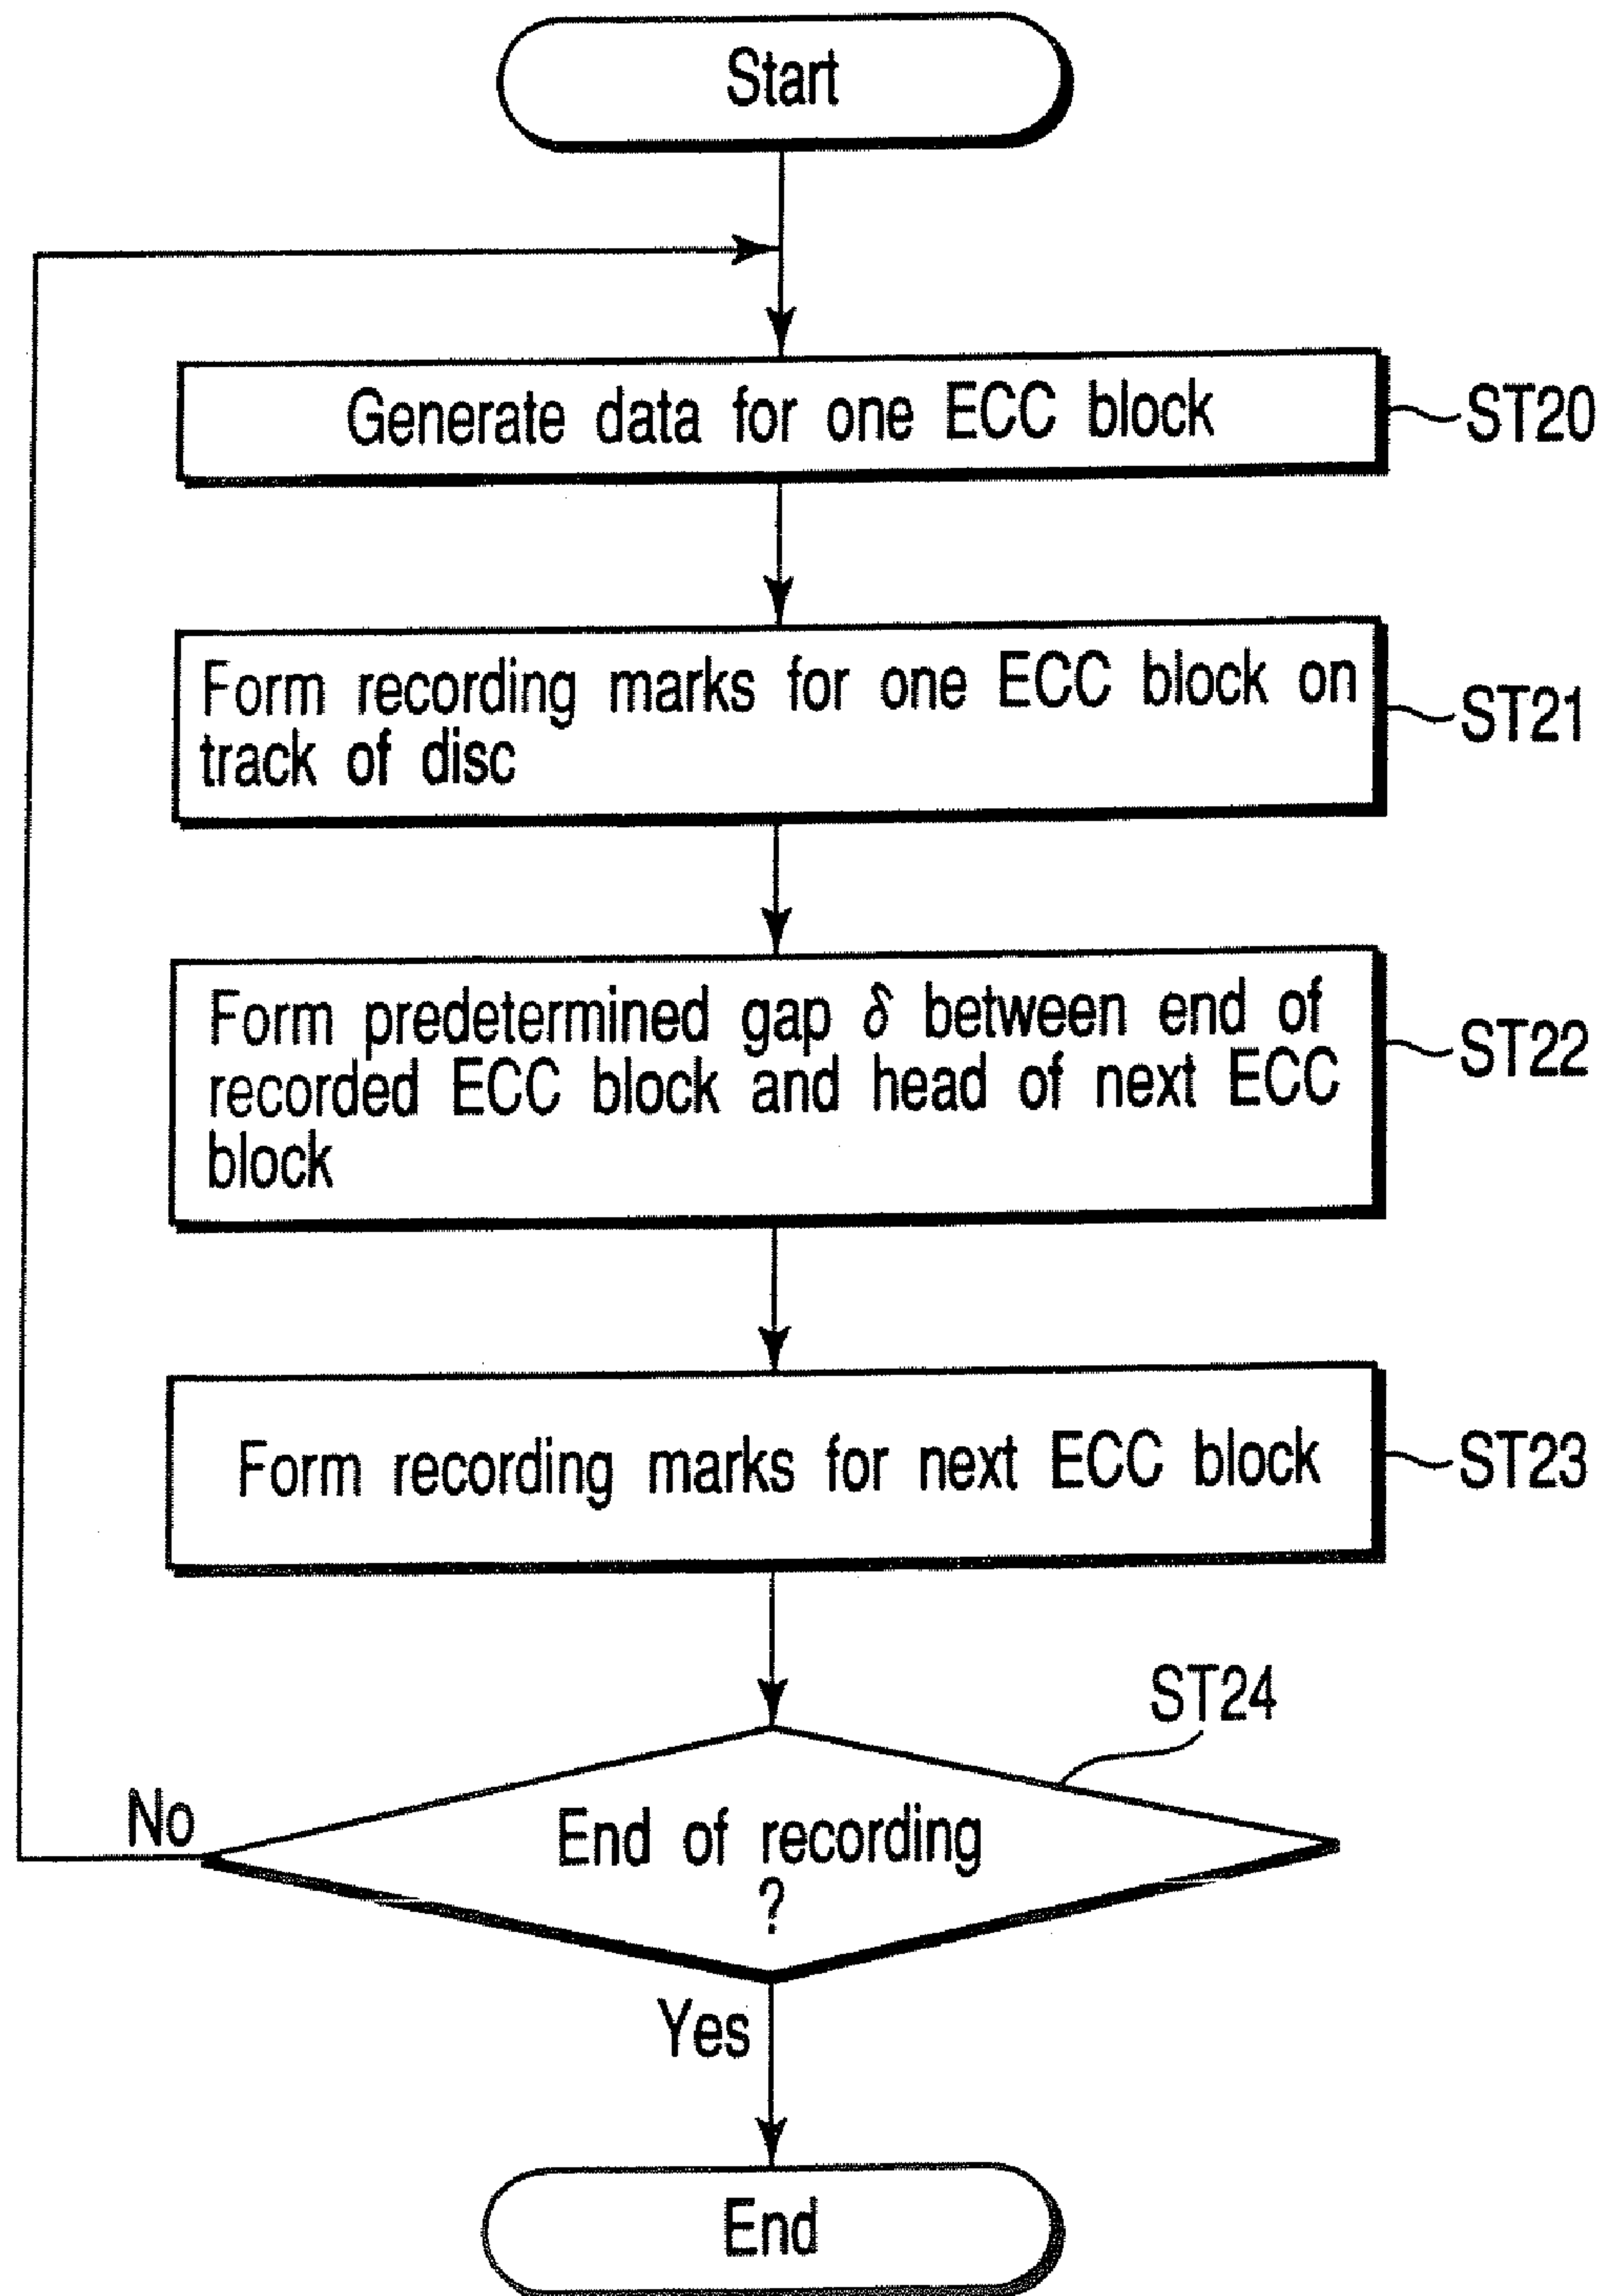 Start
Generate data for one ECC block
ST20
Form recording marks for one ECC block on
track of disc
ST21
Form predetermined gap δ between end of
recorded ECC block and head of next ECC
block
ST22
Form recording marks for next ECC block
ST23
ST24
No
End of recording
?
Yes
End